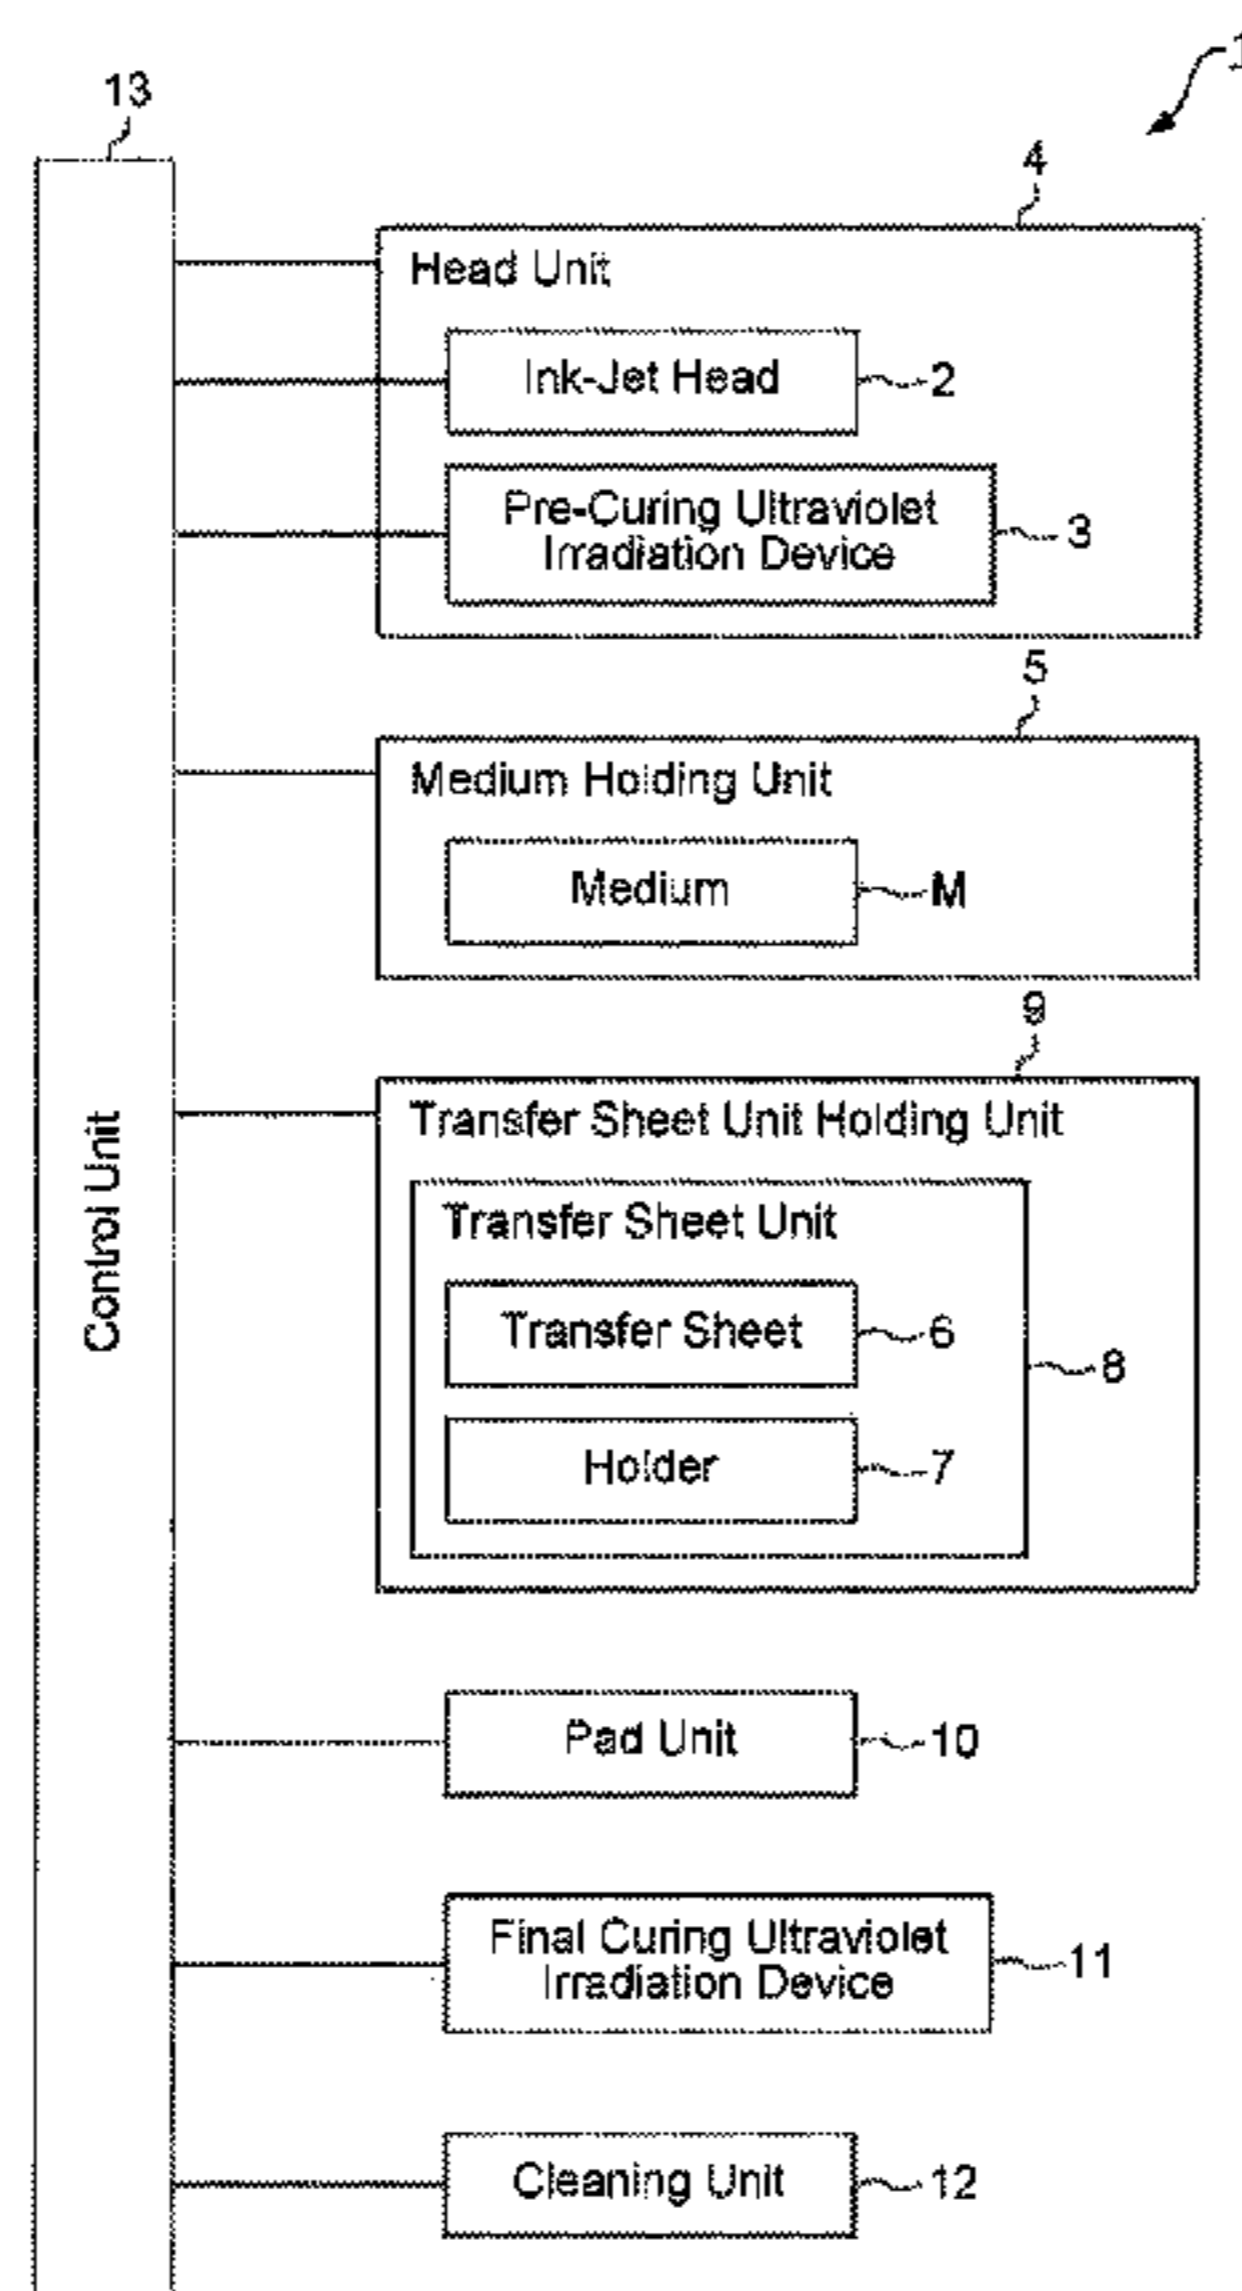 1
13
4
Head Unit
Ink-Jet Head
2
Pre-Curing Ultraviolet
Irradiation Device
3
5
Medium Holding Unit
Medium
M
9
Transfer Sheet Unit Holding Unit
Transfer Sheet Unit
Transfer Sheet
6
8
Holder
7
Control Unit
Pad Unit
10
Final Curing Ultraviolet
Irradiation Device
11
Cleaning Unit
12